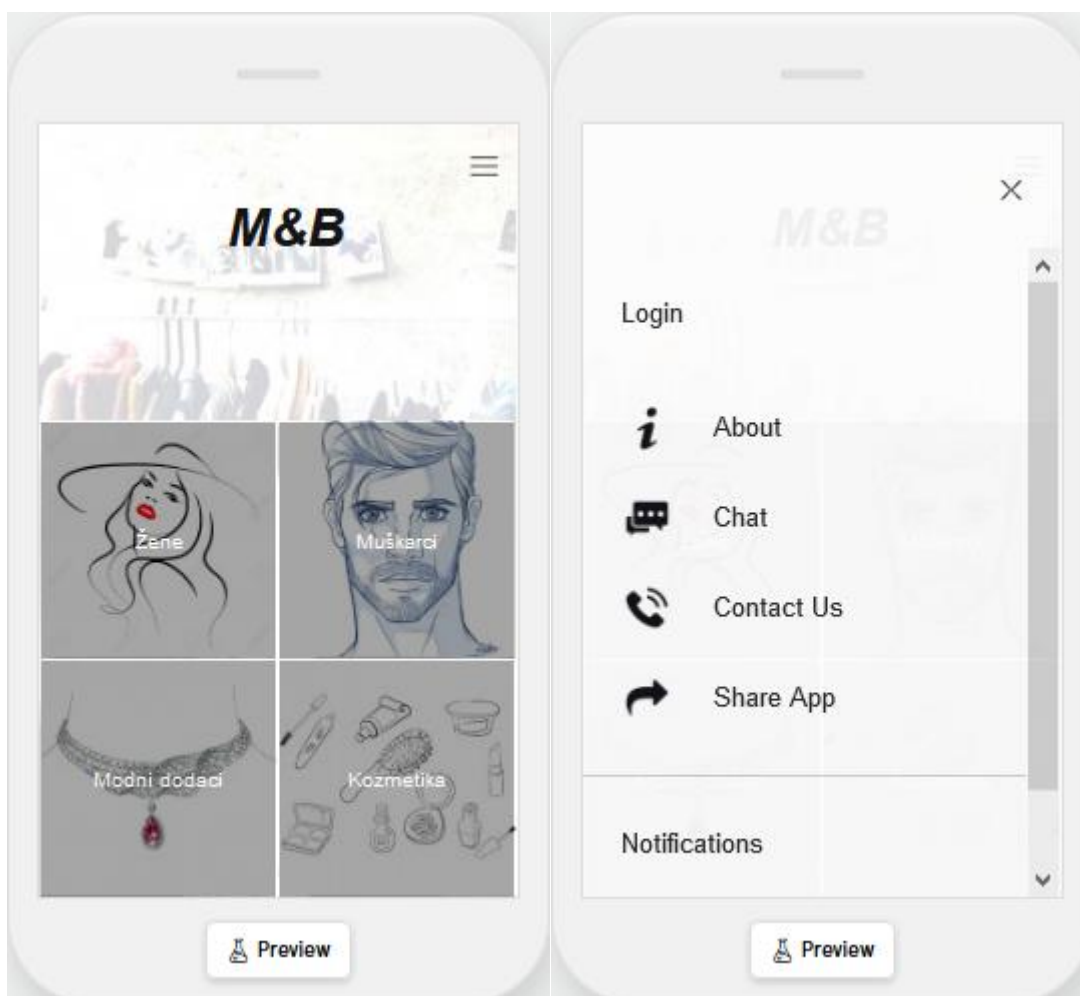 M&B
Žene
Muškarci
Modni dodaci
Kozmetika
Preview
M&B
Login
About
Chat
Contact Us
Share App
Notifications
Preview